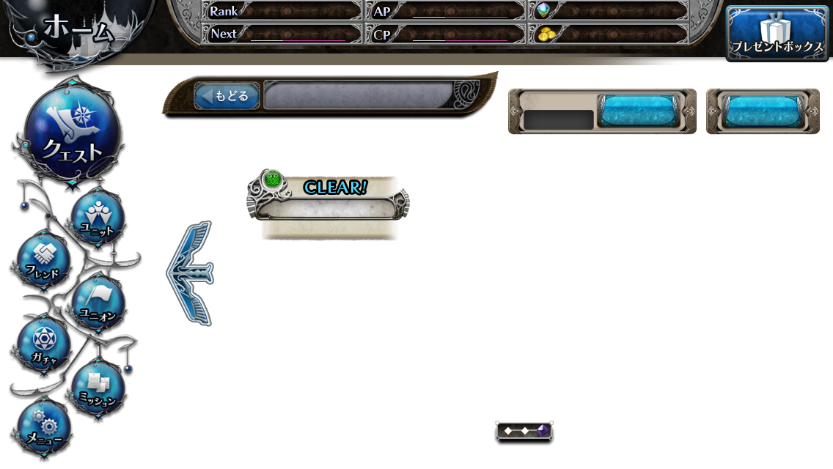 ホーム
Rank
AP
Next
CP
プレゼントボックス
もどる
クエスト
CLEAR!
ユニット
フレンド
ユニオン
ガチャ
ミッション
メニュー